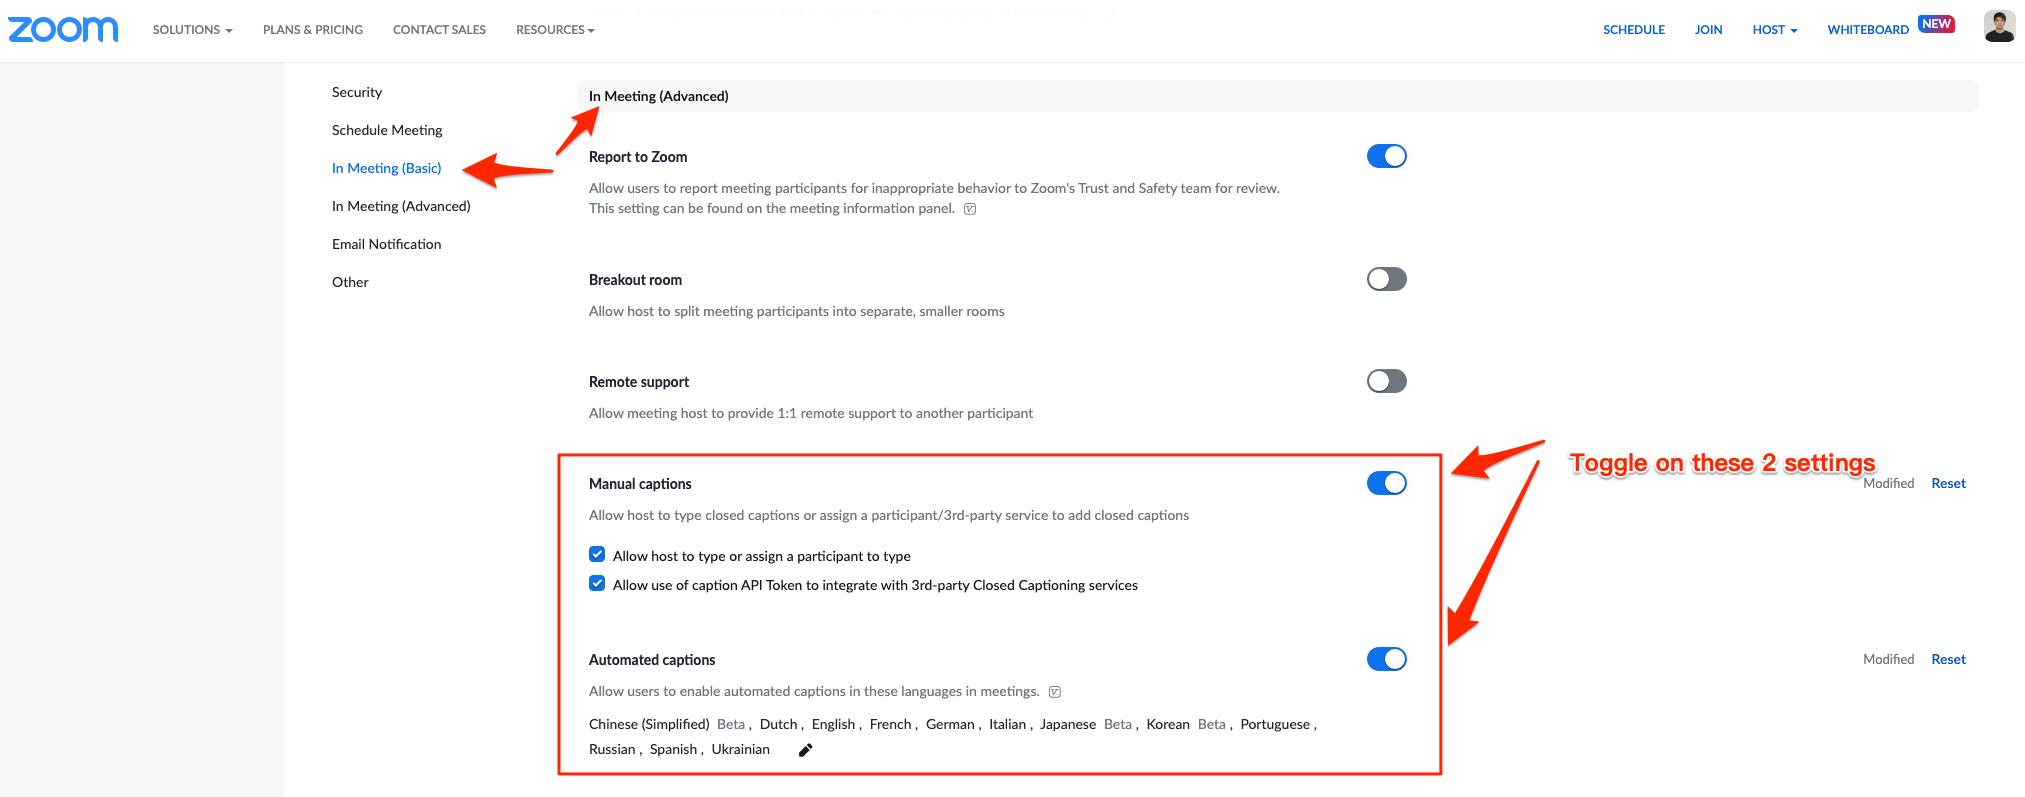 zoom
SOLUTIONS
PLANS & PRICING
CONTACT SALES
RESOURCES
SCHEDULE
JOIN
HOST
WHITEBOARD
NEW
Security
Schedule Meeting
In Meeting (Basic)
In Meeting (Advanced)
Email Notification
Other
In Meeting (Advanced)
Report to Zoom
Allow users to report meeting participants for inappropriate behavior to Zoom's Trust and Safety team for review.
This setting can be found on the meeting information panel.
Breakout room
Allow host to split meeting participants into separate, smaller rooms
Remote support
Allow meeting host to provide 1:1 remote support to another participant
Toggle on these 2 settings
Manual captions
Modified Reset
Allow host to type closed captions or assign a participant/3rd-party service to add closed captions
Allow host to type or assign a participant to type
Allow use of caption API Token to integrate with 3rd-party Closed Captioning services
Automated captions
Modified Reset
Allow users to enable automated captions in these languages in meetings.
Chinese (Simplified) Beta , Dutch , English , French , German , Italian , Japanese Beta , Korean Beta , Portuguese ,
Russian , Spanish , Ukrainian